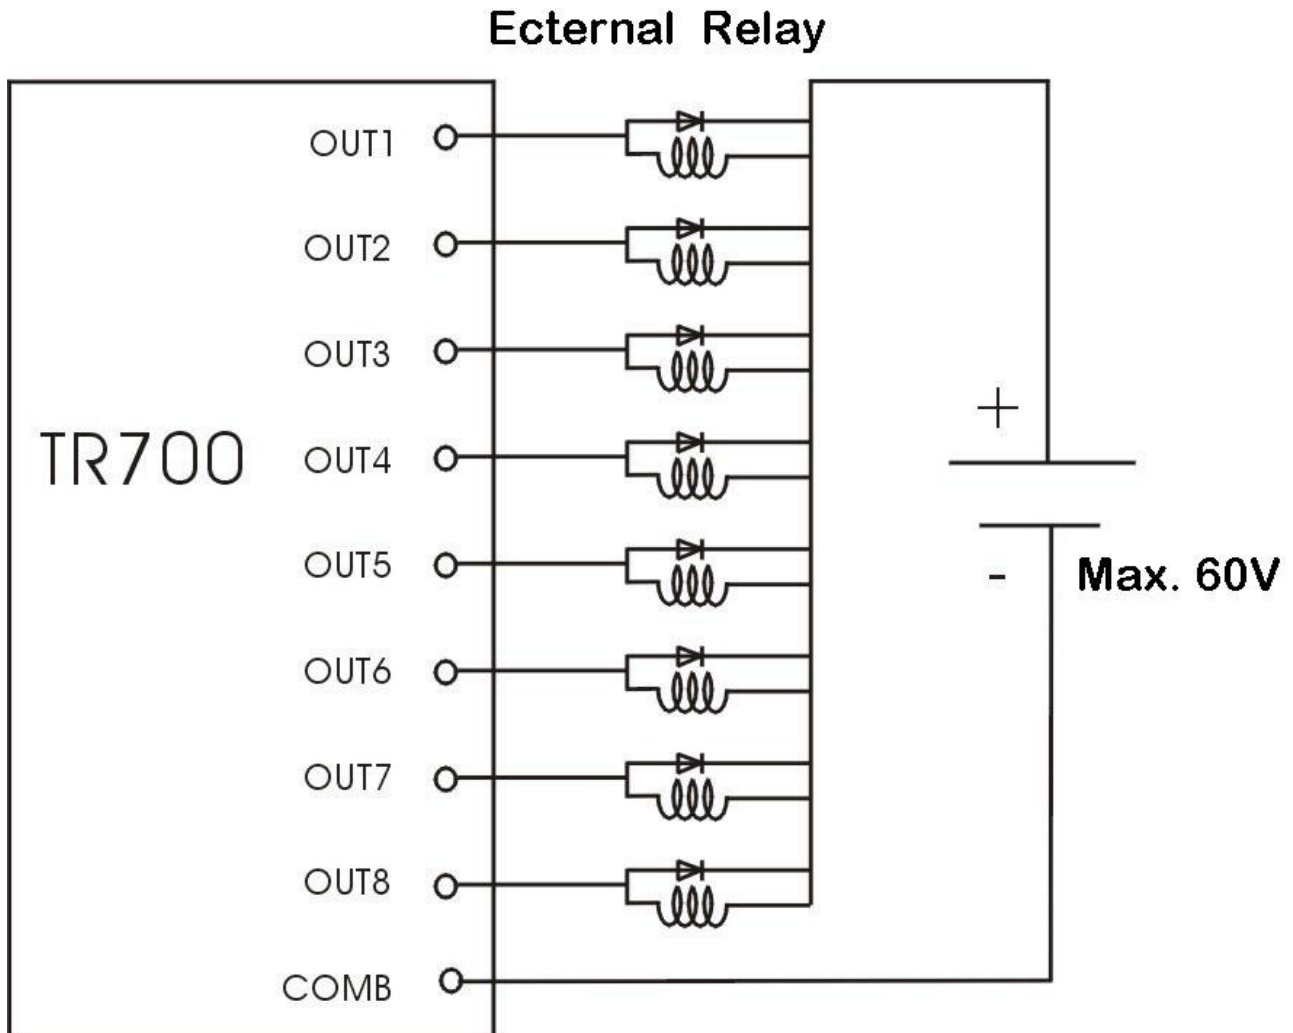 Ecternal Relay
OUT1
OUT2
OUT3
TR700 OUT4
+
OUT5
- Max. 60V
OUT6
OUT7
OUT8
COMB